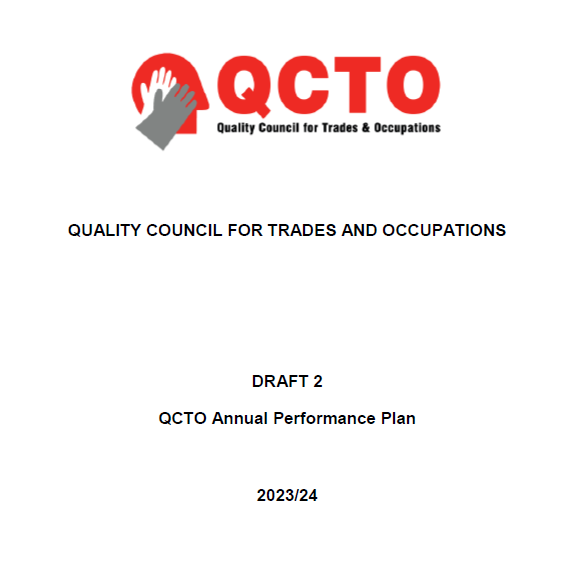 QCTO
Quality Council for Trades & Occupations
QUALITY COUNCIL FOR TRADES AND OCCUPATIONS
DRAFT 2
QCTO Annual Performance Plan
2023/24